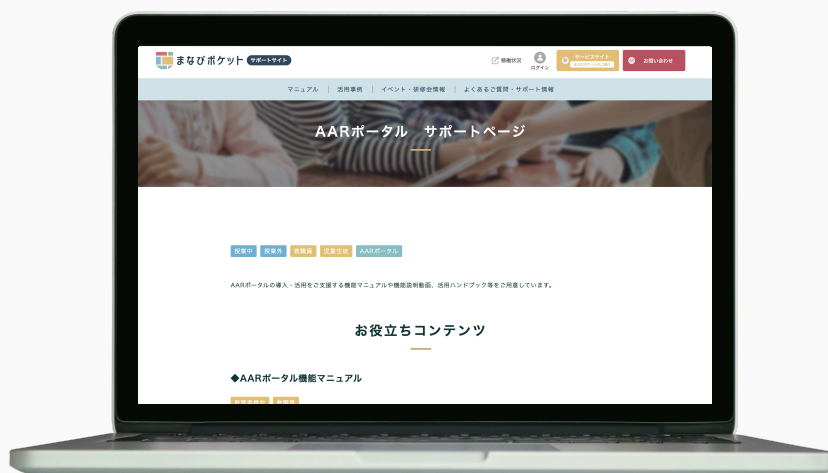 まなびポケット サポートサイト
稼働状況
ログイン
サービスサイト
お問い合わせ
マニュアル
活用事例
イベント・研修会情報
よくあるご質問・サポート情報
AARポータル サポートページ
授業中 授業外 教職員 児童生徒 AARポータル
AARポータルの導入・活用をご支援する機能マニュアルや機能説明動画、活用ハンドブック等をご用意しています。
お役立ちコンテンツ
◆AARポータル機能マニュアル